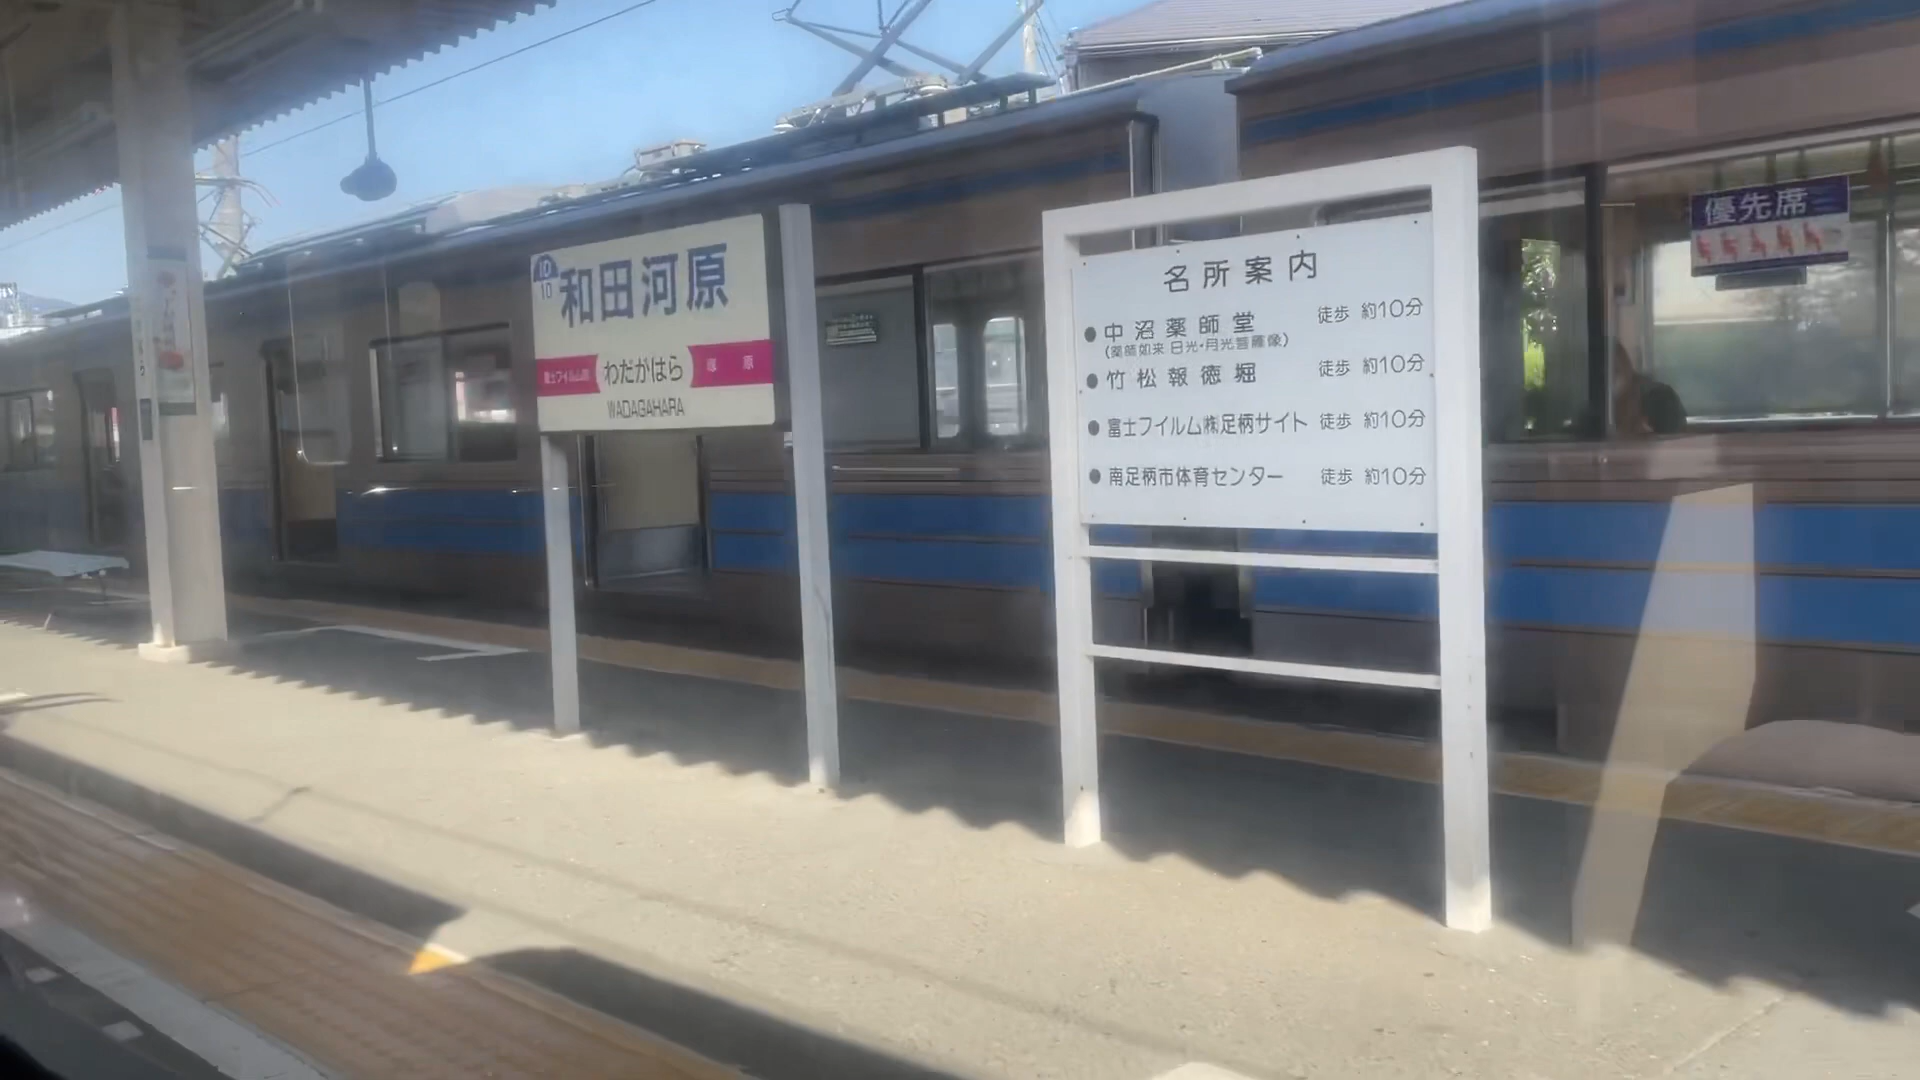 ID
10
和田河原
富士フイルム前
わだがはら
塚原
WADAGAHARA
名所案内
●中沼薬師堂 徒歩 約10分
(薬師如来 日光・月光菩薩像)
●竹松報徳堀 徒歩 約10分
●富士フイルム㈱足柄サイト 徒歩 約10分
●南足柄市体育センター 徒歩 約10分
優先席